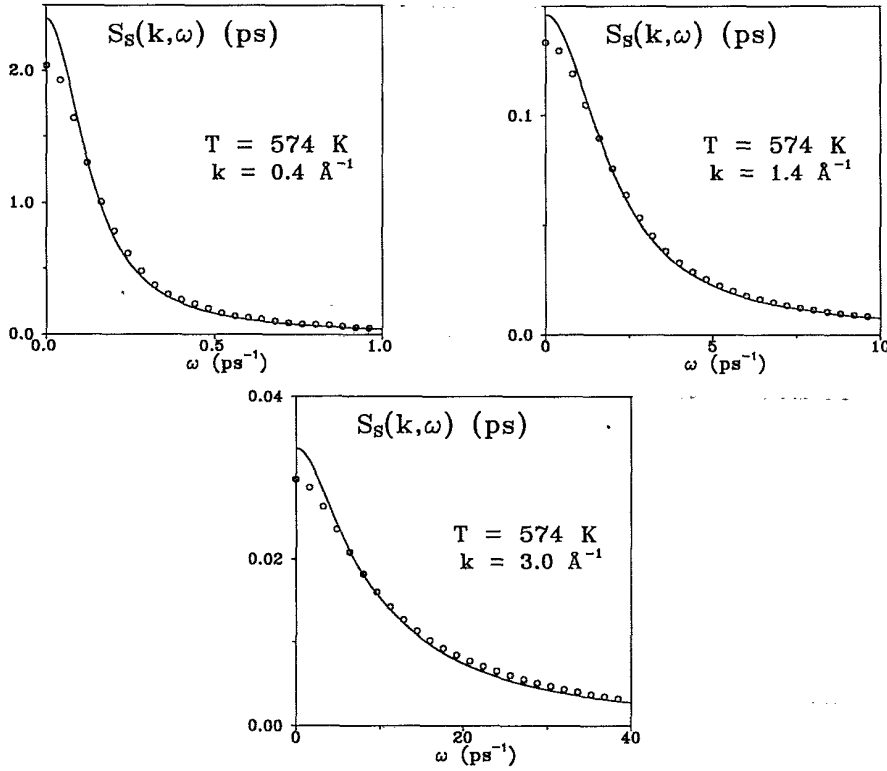 S_s(k,ω) (ps)
2.0
1.0
0.0
T = 574 K
k = 0.4 Å⁻¹
0.0
0.5
1.0
ω (ps⁻¹)
S_s(k,ω) (ps)
0.1
0.0
T = 574 K
k = 1.4 Å⁻¹
0
5
10
ω (ps⁻¹)
S_s(k,ω) (ps)
0.04
0.02
0.00
T = 574 K
k = 3.0 Å⁻¹
0
20
40
ω (ps⁻¹)